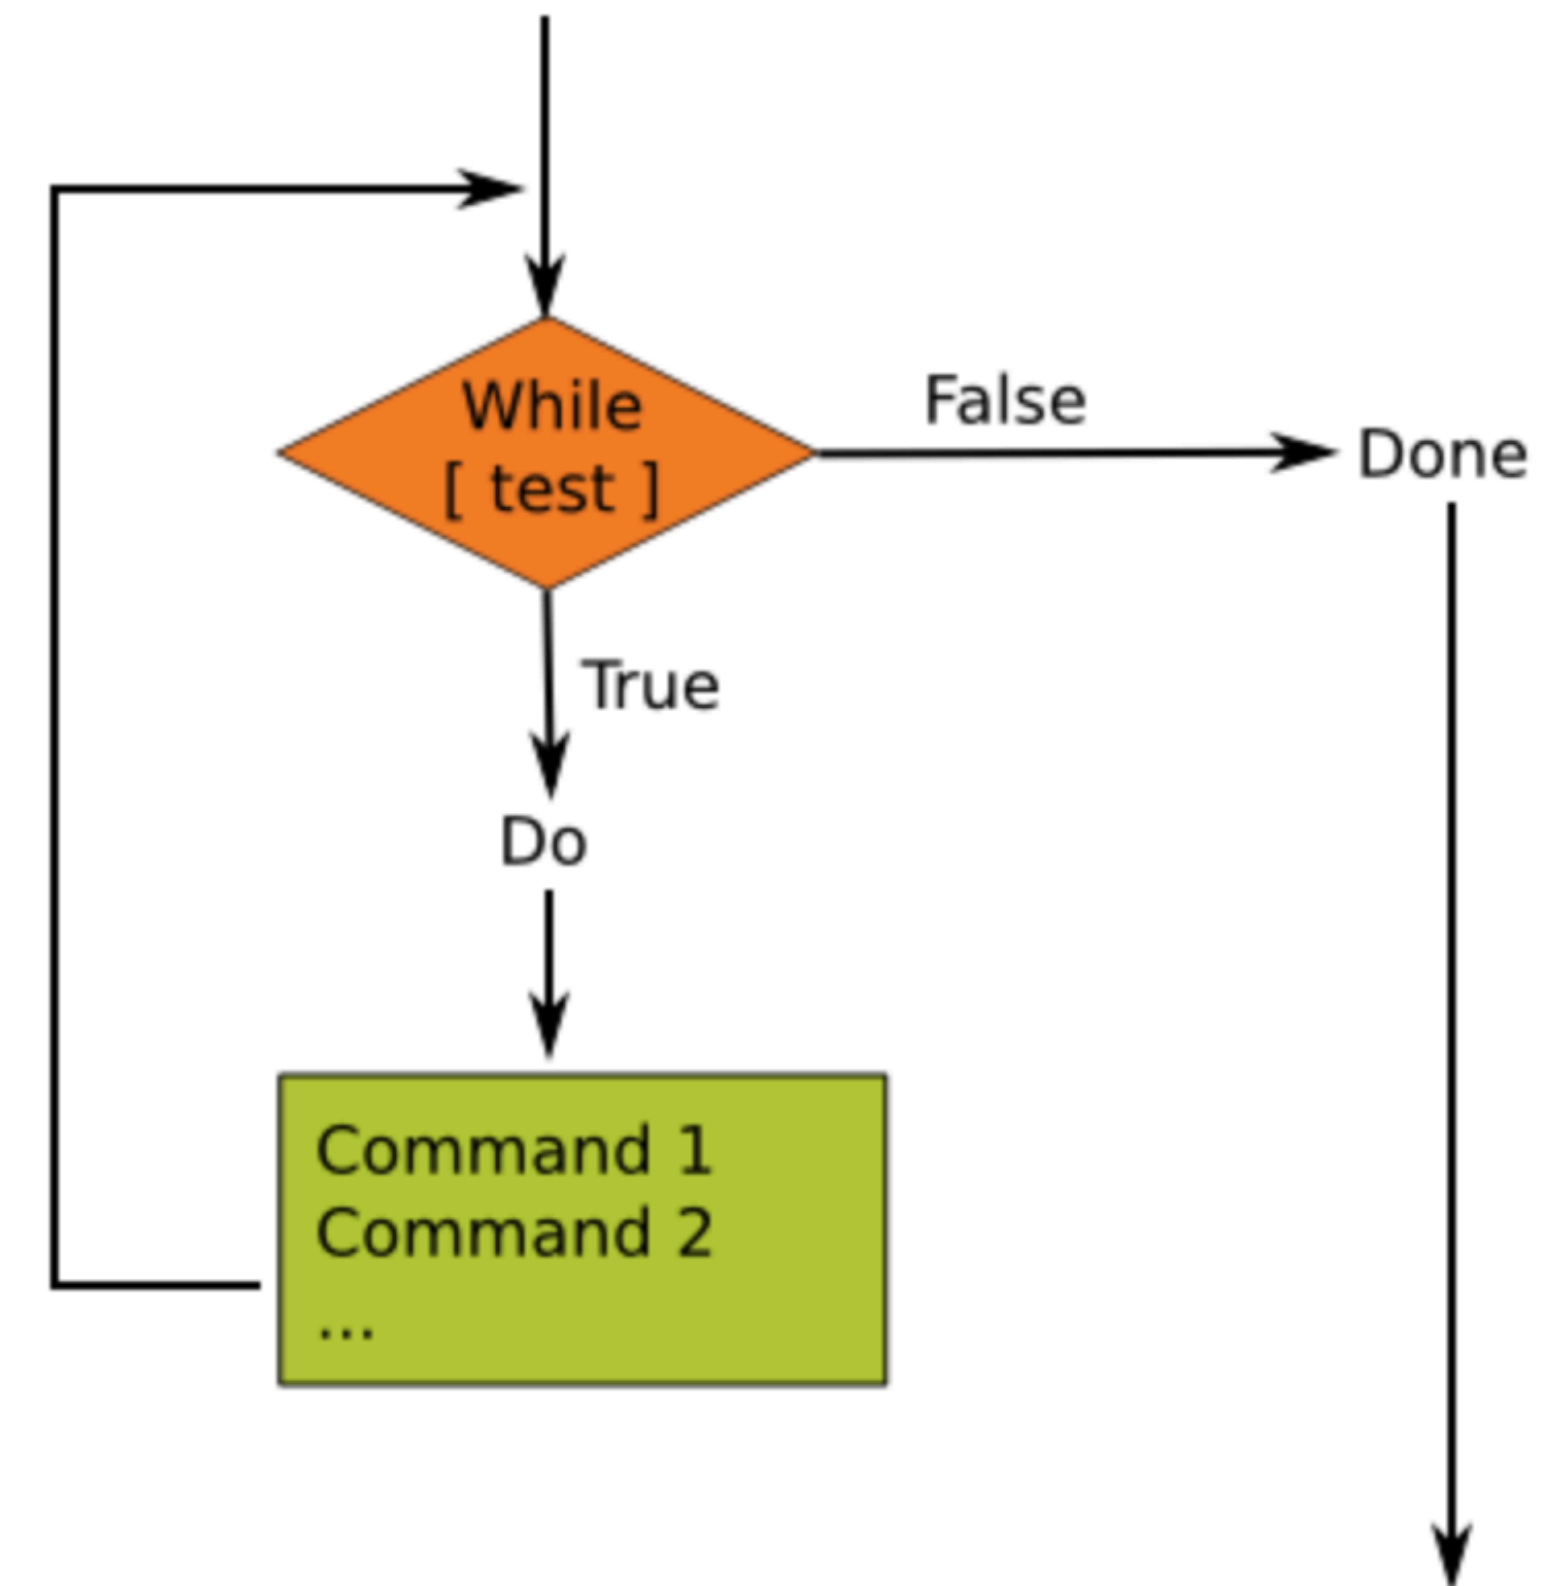 While
[ test ]
False
Done
True
Do
Command 1
Command 2
...